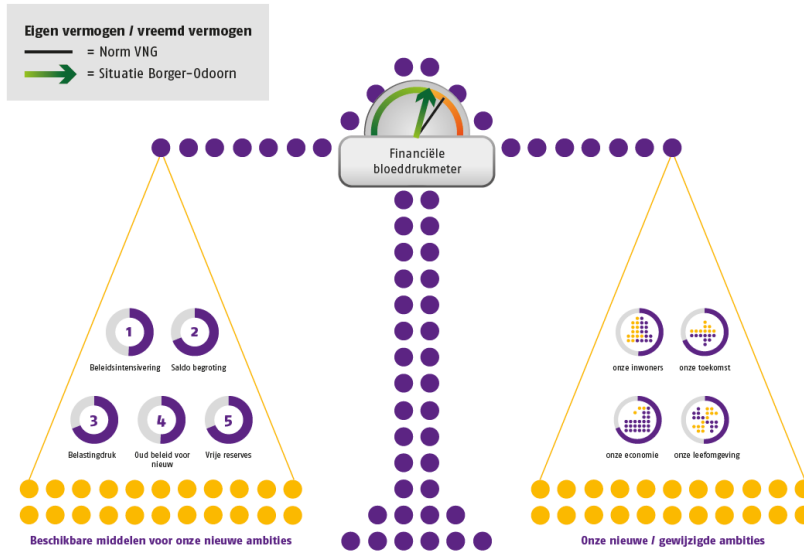 Eigen vermogen / vreemd vermogen
= Norm VNG
= Situatie Borger-Odoorn
Financiële
bloeddrukmeter
1
Beleidsintensivering
2
Saldo begroting
3
Belastingdruk
4
Oud beleid voor
nieuw
5
Vrije reserves
onze inwoners
onze toekomst
onze economie
onze leefomgeving
Beschikbare middelen voor onze nieuwe ambities
Onze nieuwe / gewijzigde ambities